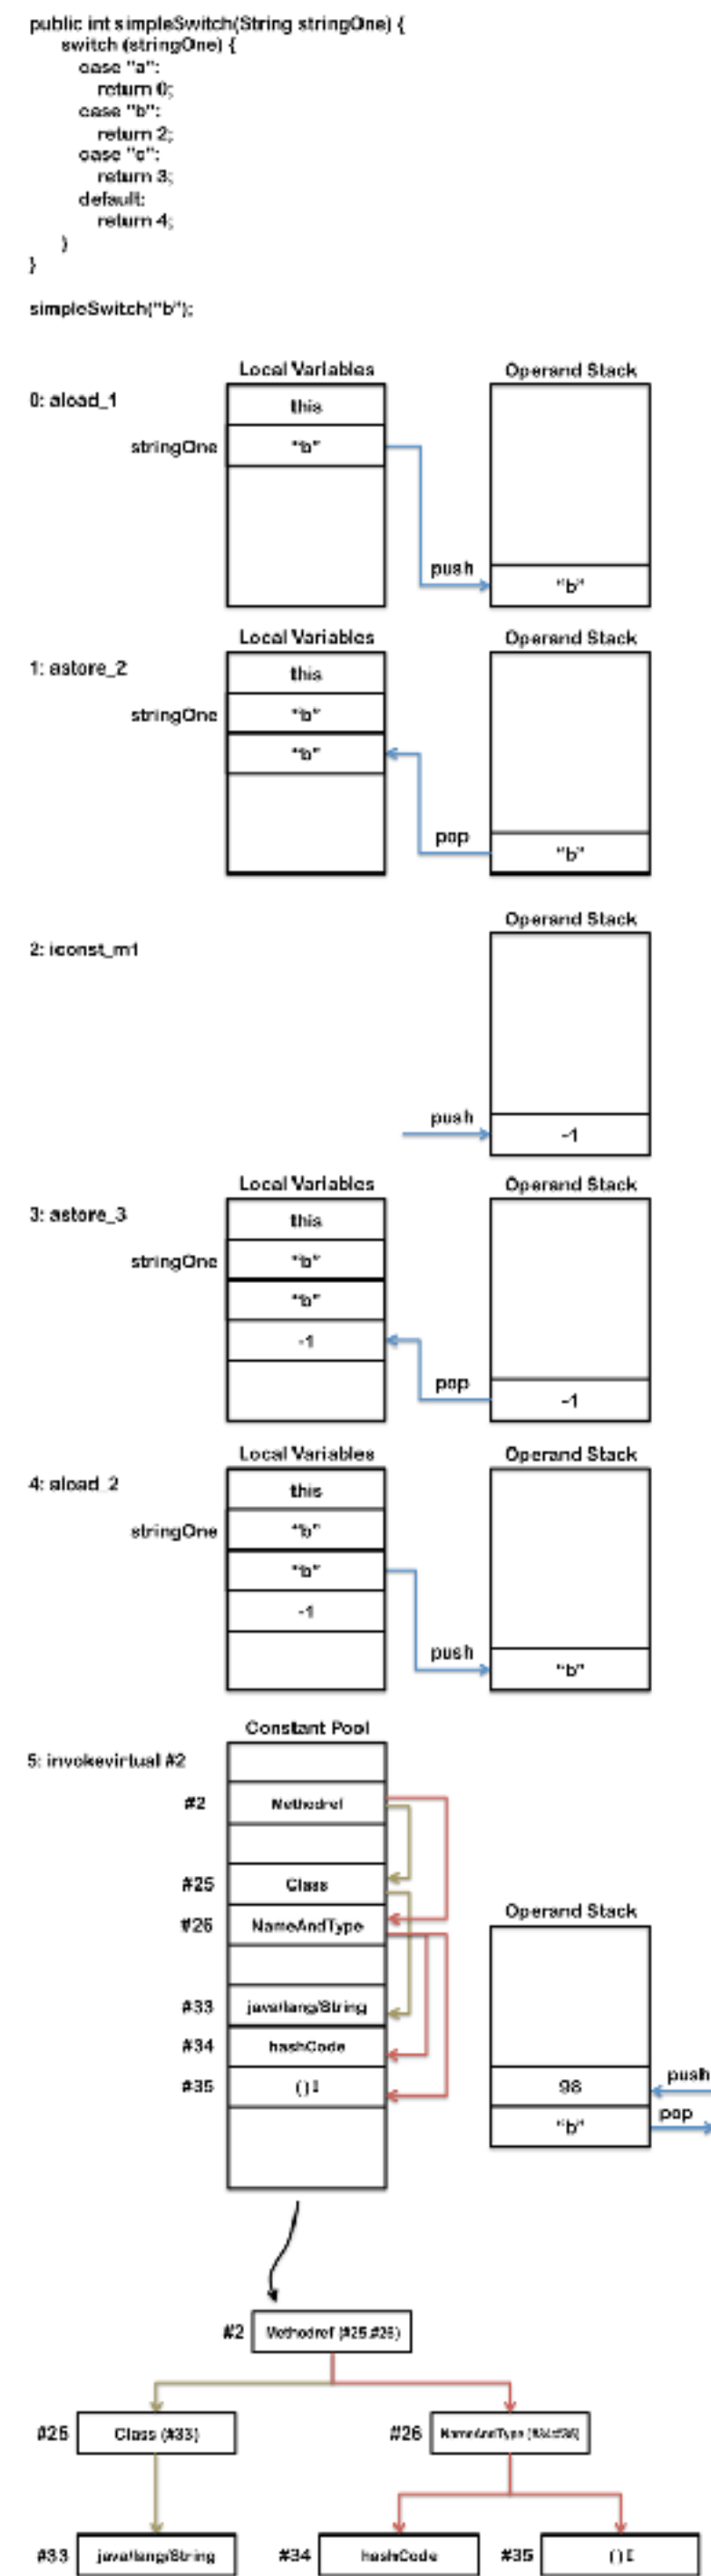 public int simpleSwitch(String stringOne) {
switch (stringOne) {
case "a":
return 0;
case "b":
return 2;
case "c":
return 3;
default:
return 4;
}
}
simpleSwitch("b");
Local Variables
Operand Stack
0: aload_1
this
stringOne
"b"
push
"b"
Local Variables
Operand Stack
1: astore_2
this
stringOne
"b"
"b"
pop
"b"
Operand Stack
2: iconst_m1
push
-1
Local Variables
Operand Stack
3: astore_3
this
stringOne
"b"
"b"
-1
pop
-1
Local Variables
Operand Stack
4: aload_2
this
stringOne
"b"
"b"
-1
push
"b"
Constant Pool
5: invokevirtual #2
#2
Methodref
#25
Class
#26
NameAndType
Operand Stack
#33
java/lang/String
#34
hashCode
#35
()
98
push
"b"
pop
#2
Methodref (#25.#26)
#25
Class (#33)
#26
NameAndType
#33
java/lang/String
#34
hashCode
#35
()